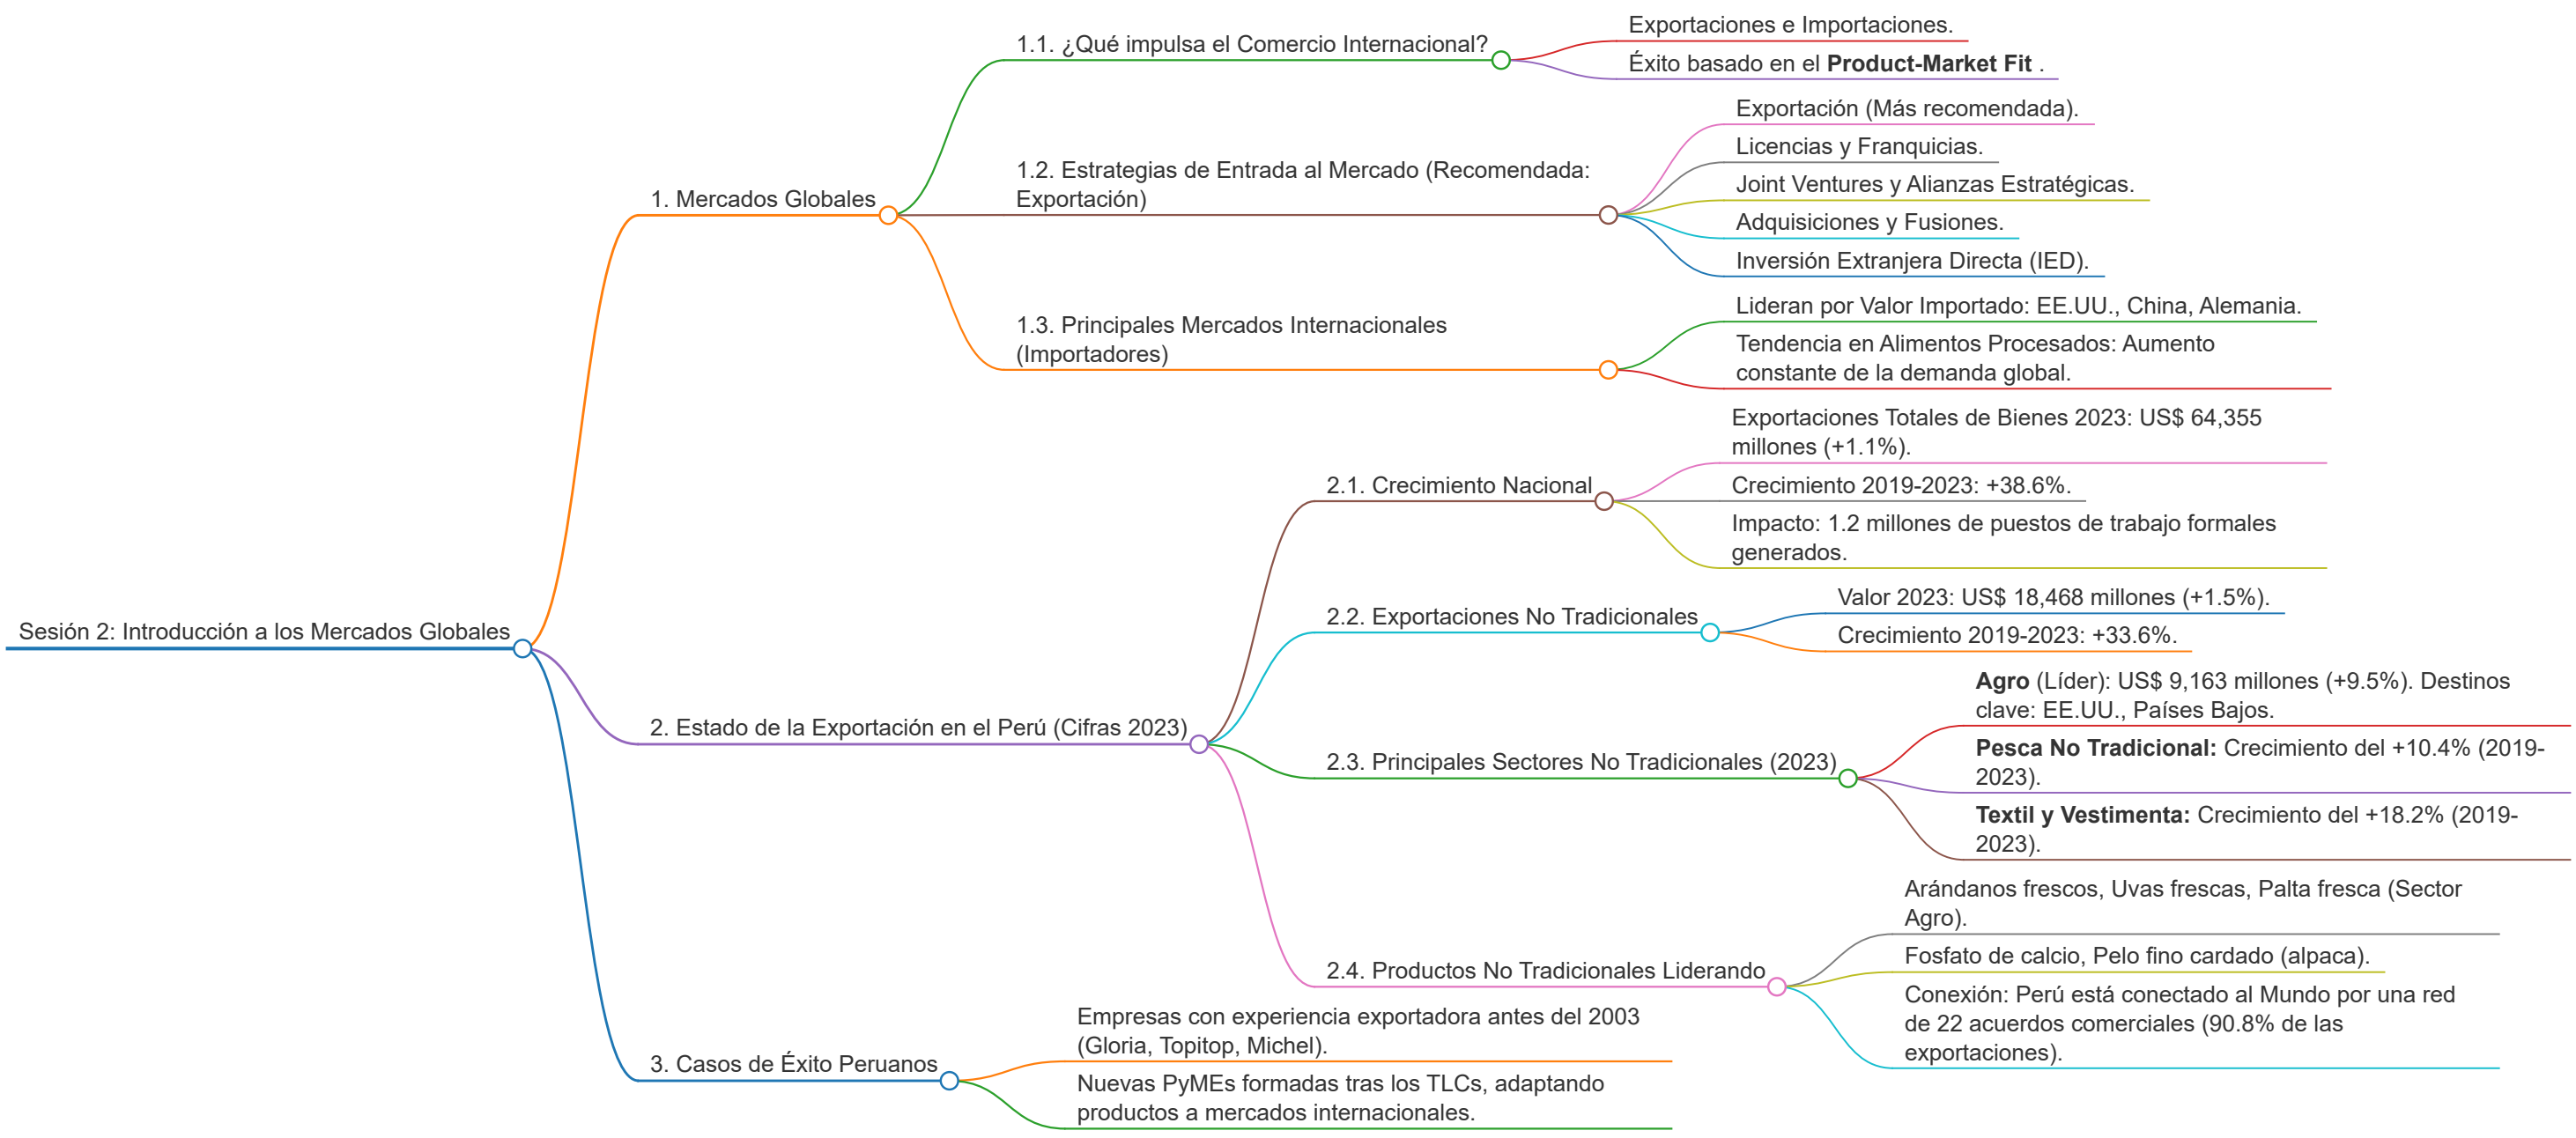 Sesión 2: Introducción a los Mercados Globales
1. Mercados Globales
1.1. ¿Qué impulsa el Comercio Internacional?
Exportaciones e Importaciones.
Éxito basado en el Product-Market Fit .
1.2. Estrategias de Entrada al Mercado (Recomendada:
Exportación)
Exportación (Más recomendada).
Licencias y Franquicias.
Joint Ventures y Alianzas Estratégicas.
Adquisiciones y Fusiones.
Inversión Extranjera Directa (IED).
1.3. Principales Mercados Internacionales
(Importadores)
Lideran por Valor Importado: EE.UU., China, Alemania.
Tendencia en Alimentos Procesados: Aumento
constante de la demanda global.
2. Estado de la Exportación en el Perú (Cifras 2023)
2.1. Crecimiento Nacional
Exportaciones Totales de Bienes 2023: US$ 64,355
millones (+1.1%).
Crecimiento 2019-2023: +38.6%.
Impacto: 1.2 millones de puestos de trabajo formales
generados.
2.2. Exportaciones No Tradicionales
Valor 2023: US$ 18,468 millones (+1.5%).
Crecimiento 2019-2023: +33.6%.
2.3. Principales Sectores No Tradicionales (2023)
Agro (Líder): US$ 9,163 millones (+9.5%). Destinos
clave: EE.UU., Países Bajos.
Pesca No Tradicional: Crecimiento del +10.4% (2019-
2023).
Textil y Vestimenta: Crecimiento del +18.2% (2019-
2023).
2.4. Productos No Tradicionales Liderando
Arándanos frescos, Uvas frescas, Palta fresca (Sector
Agro).
Fosfato de calcio, Pelo fino cardado (alpaca).
Conexión: Perú está conectado al Mundo por una red
de 22 acuerdos comerciales (90.8% de las
exportaciones).
3. Casos de Éxito Peruanos
Empresas con experiencia exportadora antes del 2003
(Gloria, Topitop, Michel).
Nuevas PyMEs formadas tras los TLCs, adaptando
productos a mercados internacionales.